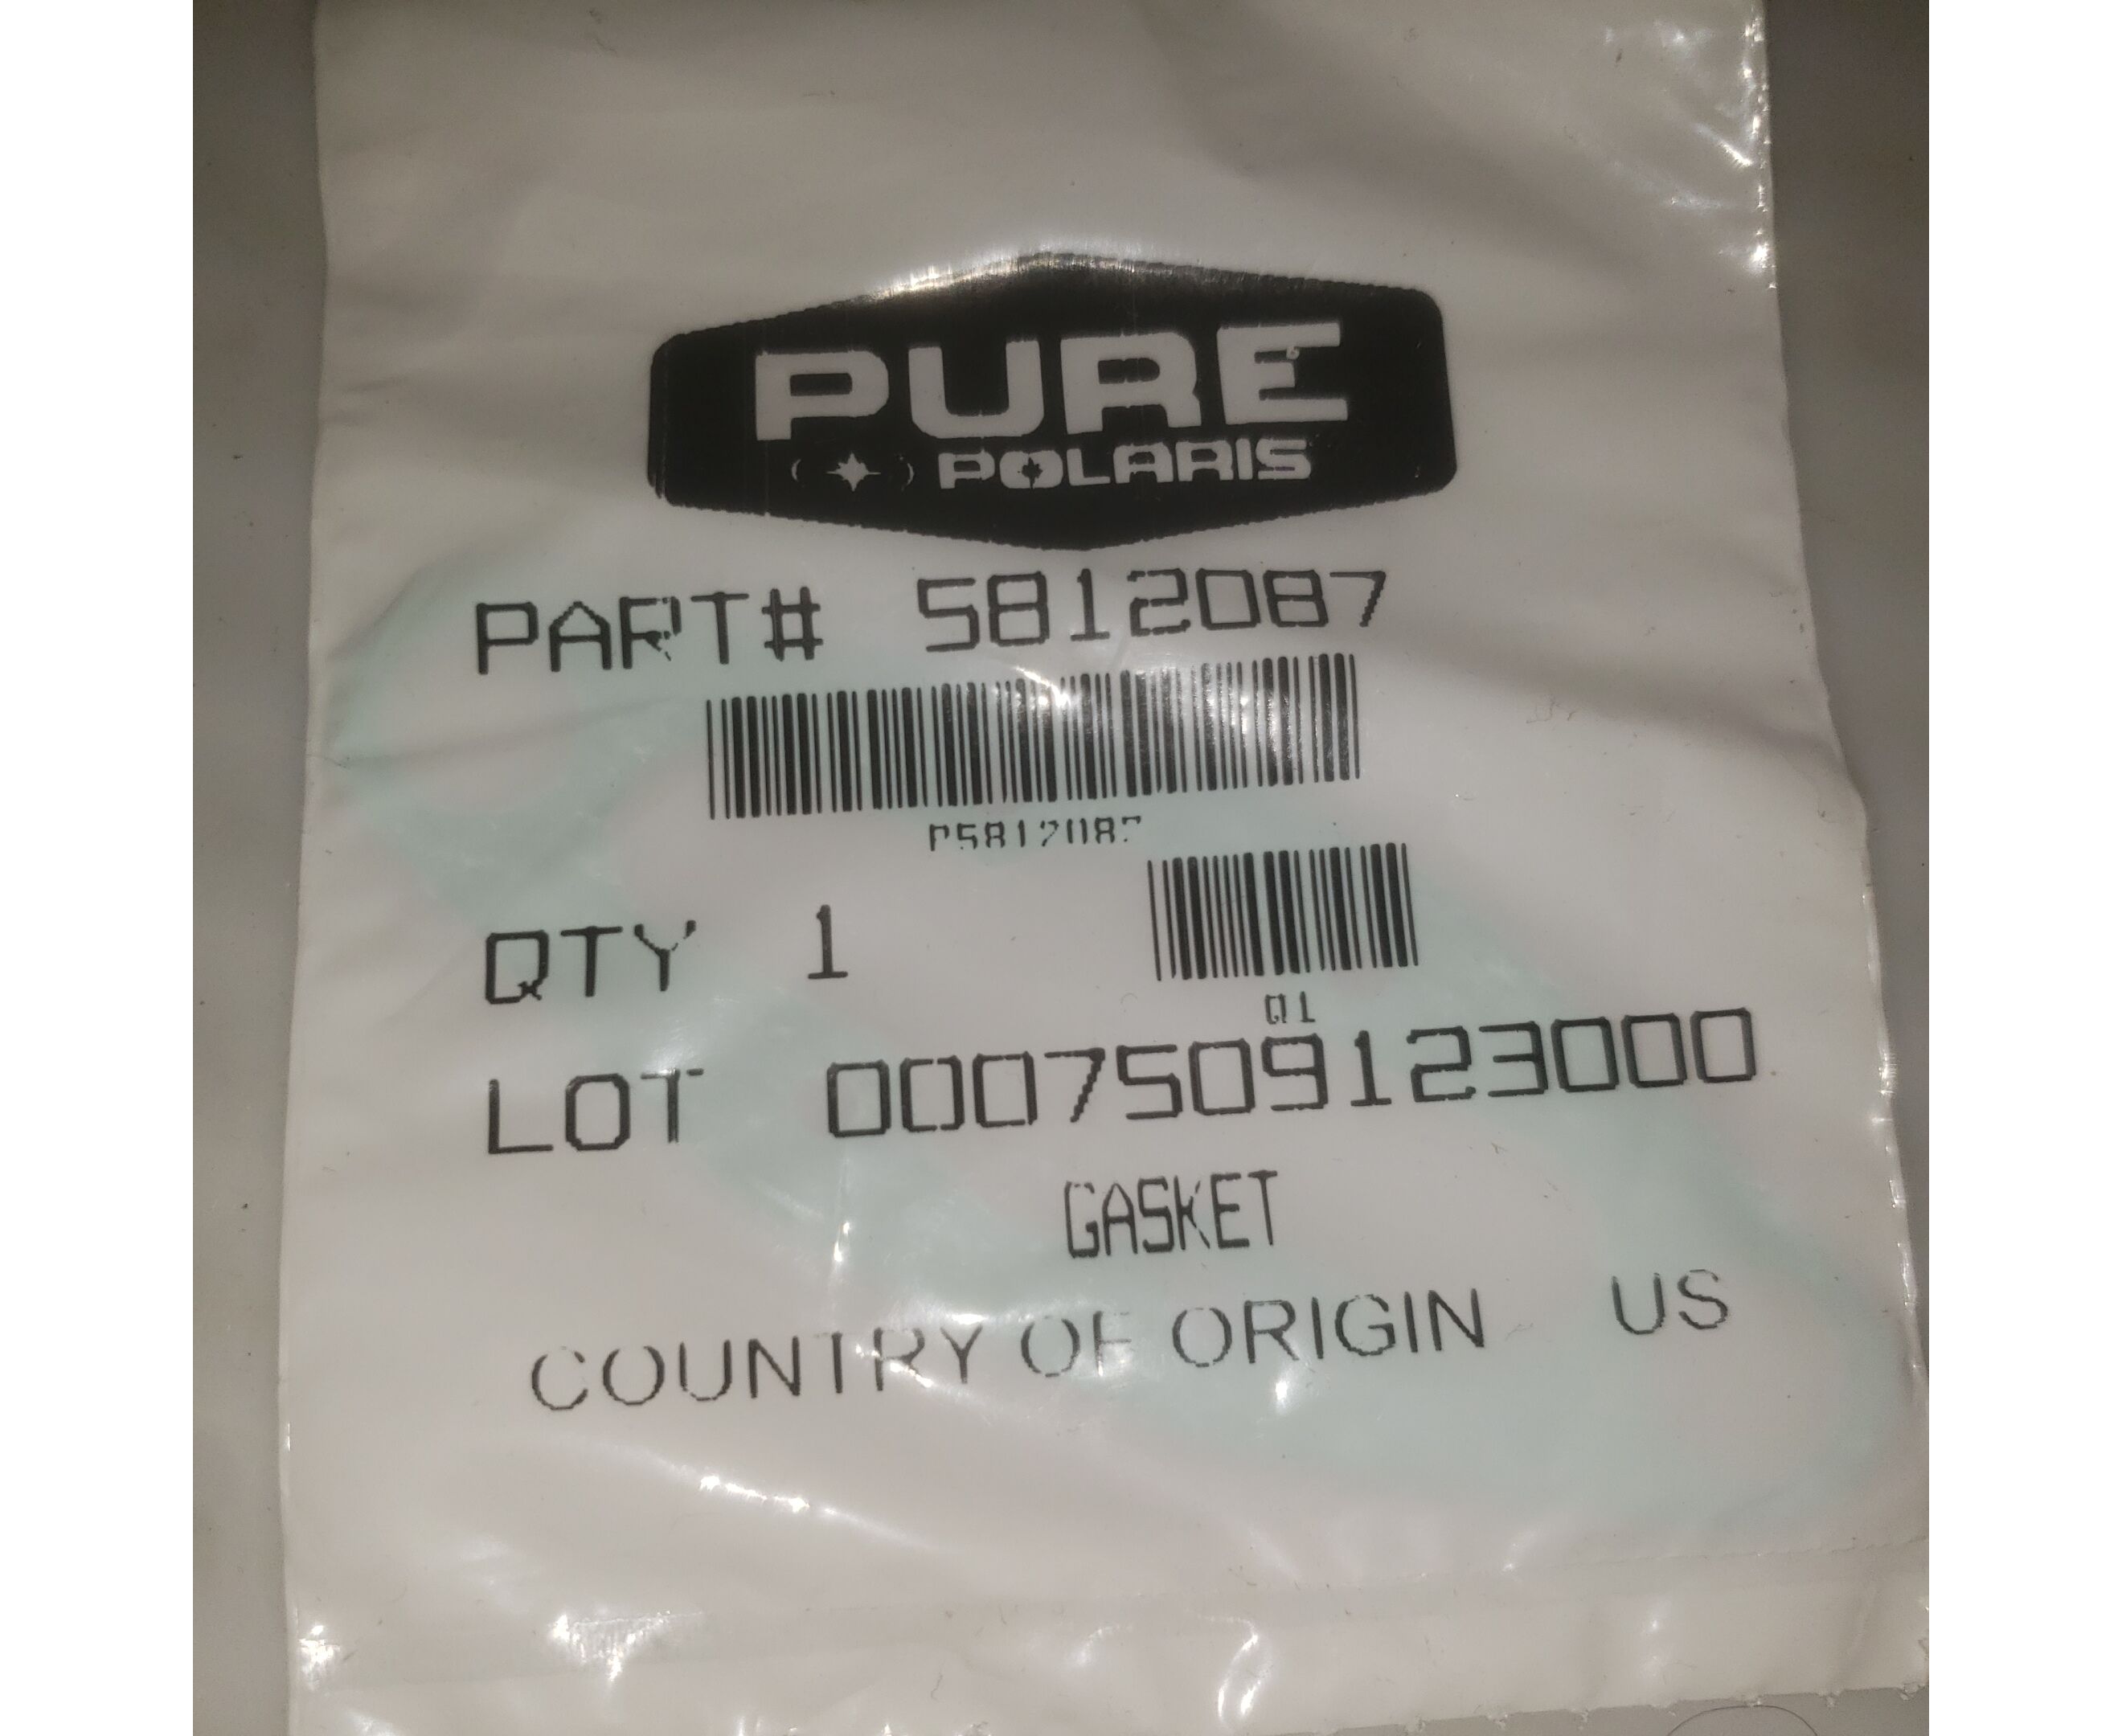 PURE
POLARIS
PART# 5812087
P5812087
QTY 1
Q1
LOT 0007509123000
GASKET
COUNTRY OF ORIGIN US